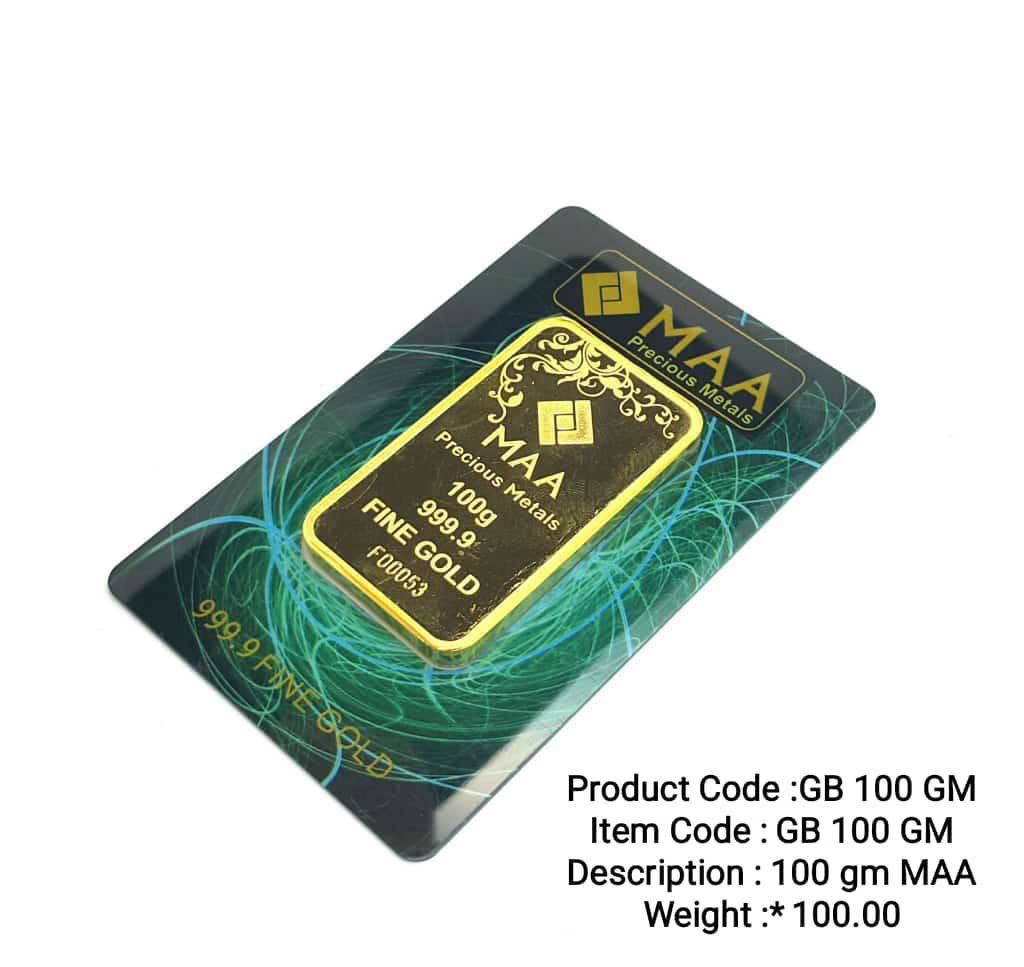 MAA
Precious Metals
MAA
Precious Metals
100g
999.9
FINE GOLD
F00053
999.9 FINE GOLD
Product Code :GB 100 GM
Item Code : GB 100 GM
Description : 100 gm MAA
Weight :* 100.00